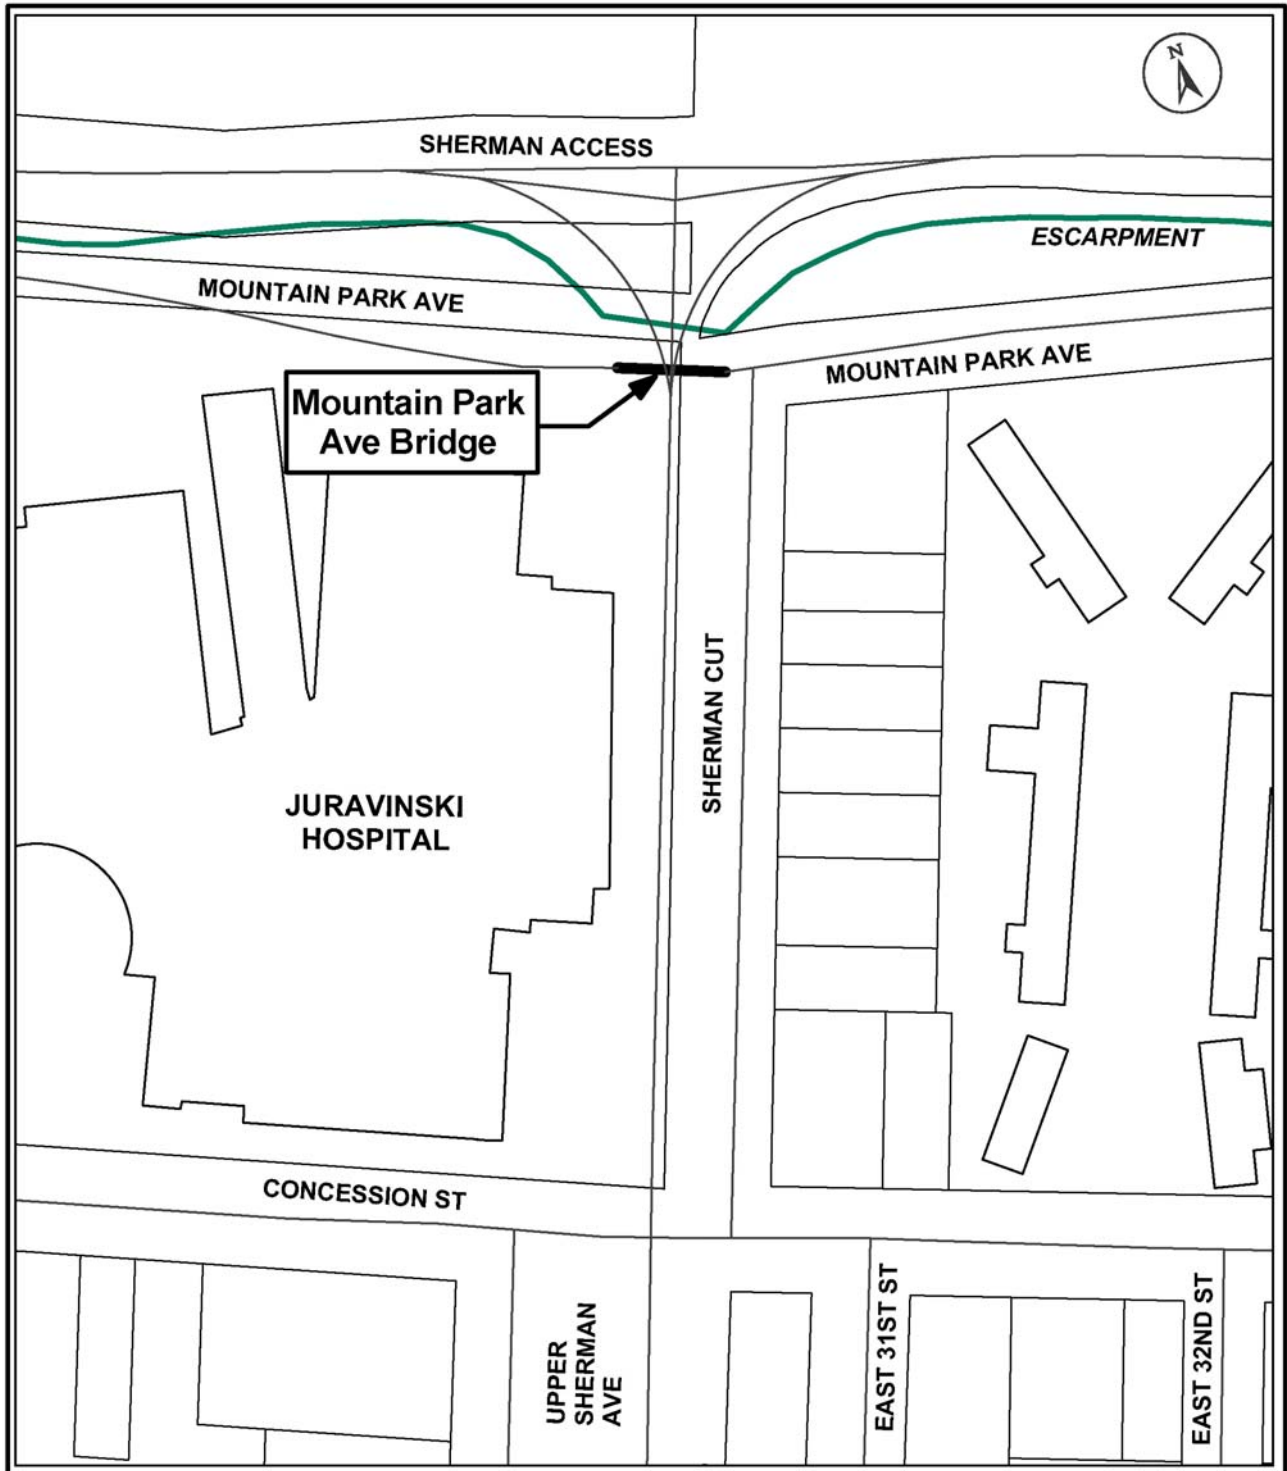 N
SHERMAN ACCESS
ESCARPMENT
MOUNTAIN PARK AVE
MOUNTAIN PARK AVE
Mountain Park
Ave Bridge
SHERMAN CUT
JURAVINSKI
HOSPITAL
CONCESSION ST
UPPER
SHERMAN
AVE
EAST 31ST ST
EAST 32ND ST